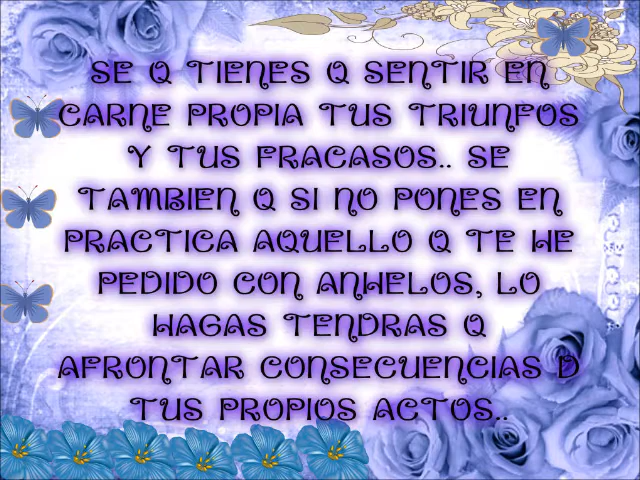 SE Q TIENES Q SENTIR EN
CARNE PROPIA TUS TRIUNFOS
Y TUS FRACASOS.. SE
TAMBIEN Q SI NO PONES EN
PRACTICA AQUELLO Q TE HE
PEDIDO CON ANHELOS, LO
HAGAS TENDRAS Q
AFRONTAR CONSECUENCIAS D
TUS PROPIOS ACTOS..